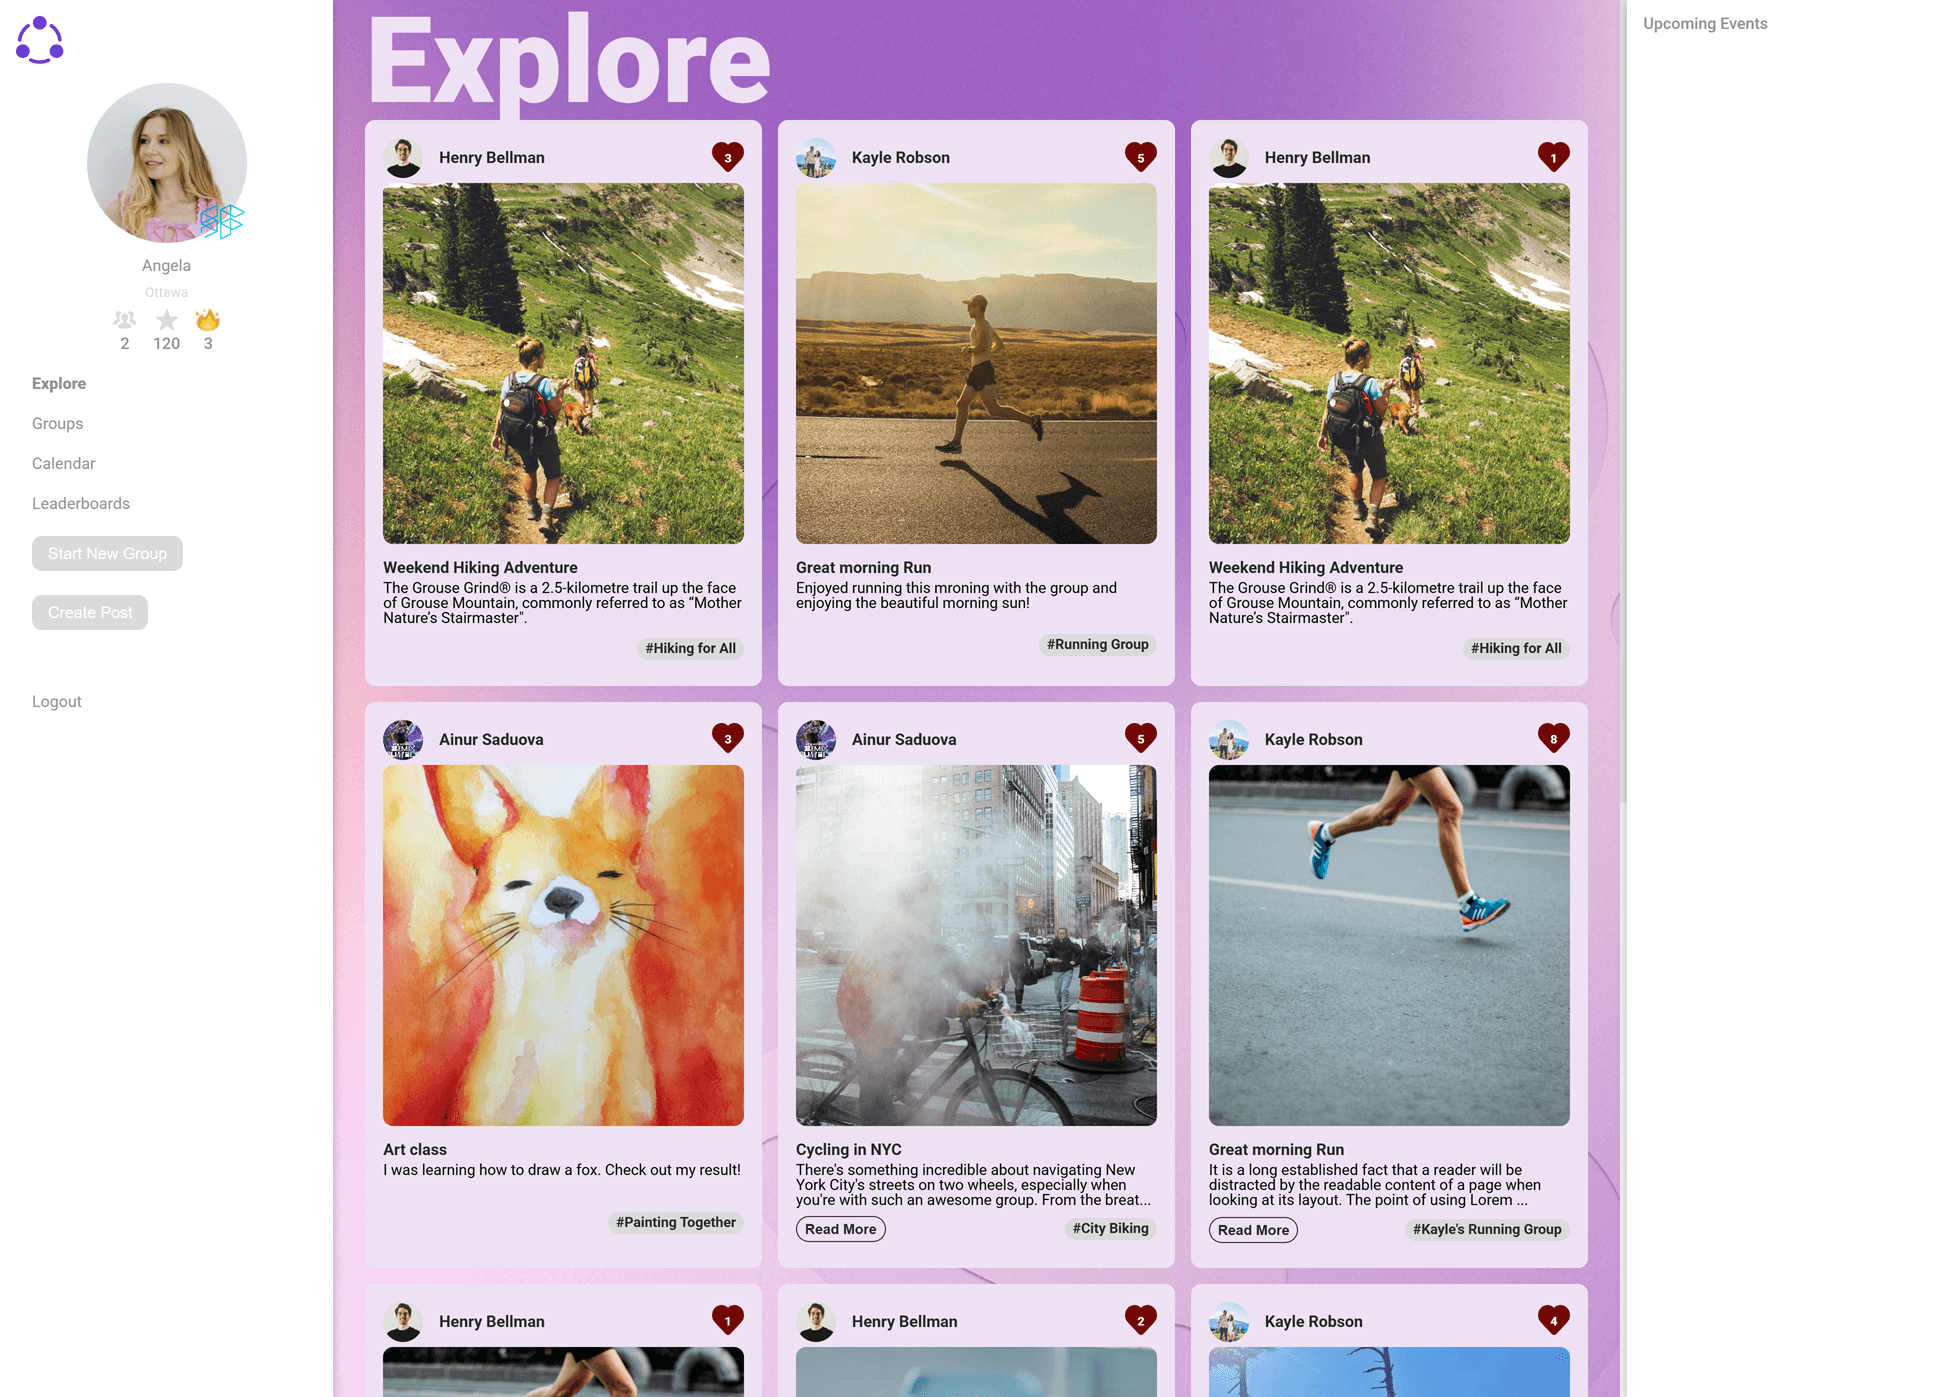 Angela
Ottawa
2 120 3
Explore
Groups
Calendar
Leaderboards
Start New Group
Create Post
Logout
Explore
Henry Bellman
3
Weekend Hiking Adventure
The Grouse Grind® is a 2.5-kilometre trail up the face
of Grouse Mountain, commonly referred to as “Mother
Nature’s Stairmaster".
#Hiking for All
Kayle Robson
5
Great morning Run
Enjoyed running this mroning with the group and
enjoying the beautiful morning sun!
#Running Group
Henry Bellman
1
Weekend Hiking Adventure
The Grouse Grind® is a 2.5-kilometre trail up the face
of Grouse Mountain, commonly referred to as “Mother
Nature’s Stairmaster".
#Hiking for All
Ainur Saduova
3
Art class
I was learning how to draw a fox. Check out my result!
#Painting Together
Ainur Saduova
5
Cycling in NYC
There's something incredible about navigating New
York City's streets on two wheels, especially when
you're with such an awesome group. From the breat...
Read More
#City Biking
Kayle Robson
8
Great morning Run
It is a long established fact that a reader will be
distracted by the readable content of a page when
looking at its layout. The point of using Lorem ...
Read More
#Kayle's Running Group
Henry Bellman
1
Henry Bellman
2
Kayle Robson
4
Upcoming Events